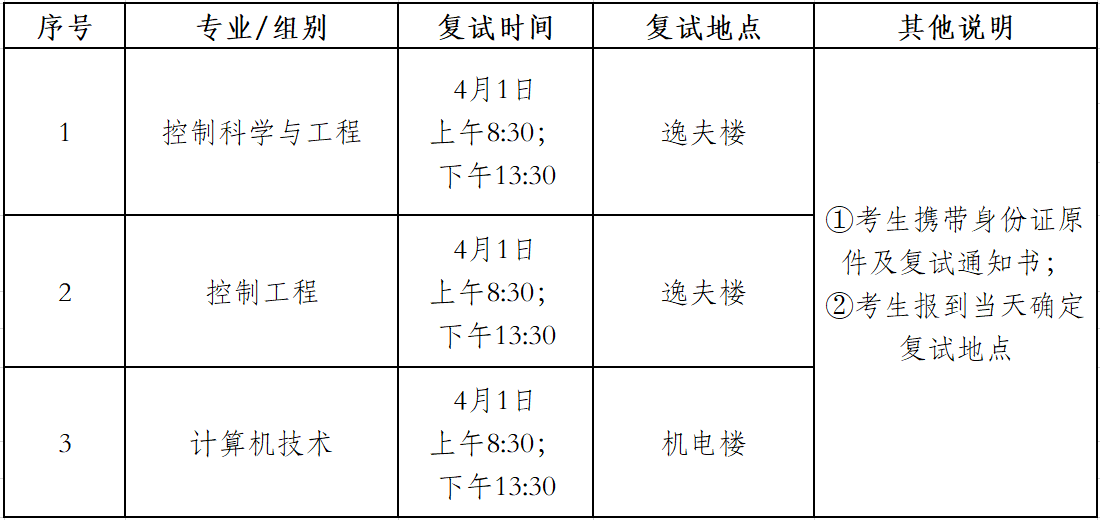 序号 专业/组别 复试时间 复试地点 其他说明
1 控制科学与工程 4月1日
上午8:30；
下午13:30 逸夫楼
2 控制工程 4月1日
上午8:30；
下午13:30 逸夫楼
3 计算机技术 4月1日
上午8:30；
下午13:30 机电楼
①考生携带身份证原
件及复试通知书；
②考生报到当天确定
复试地点